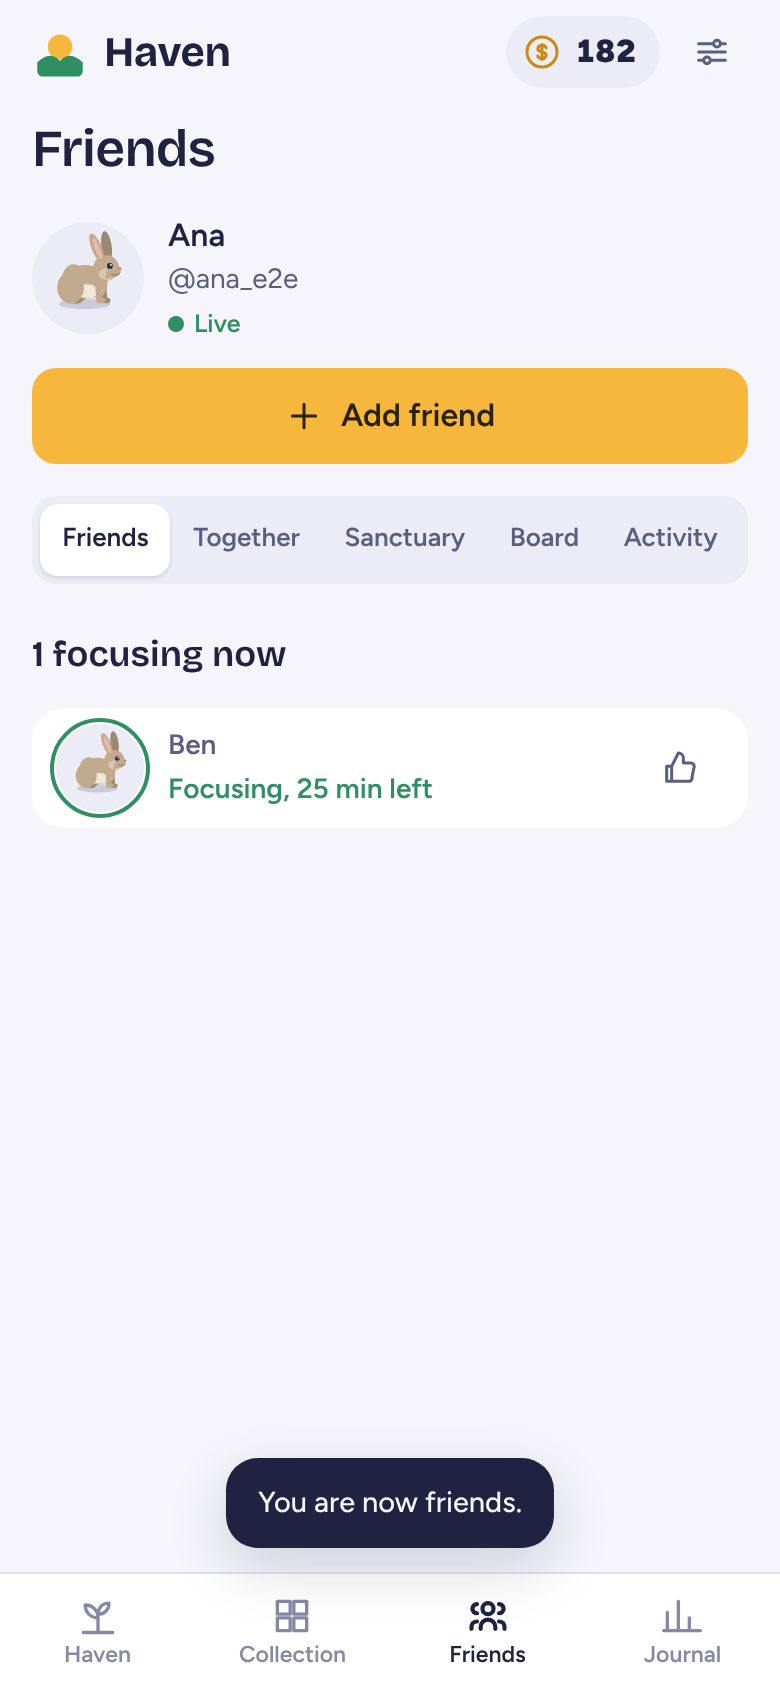 Haven
182
Friends
Ana
@ana_e2e
Live
Add friend
Friends Together Sanctuary Board Activity
1 focusing now
Ben
Focusing, 25 min left
You are now friends.
Haven Collection Friends Journal